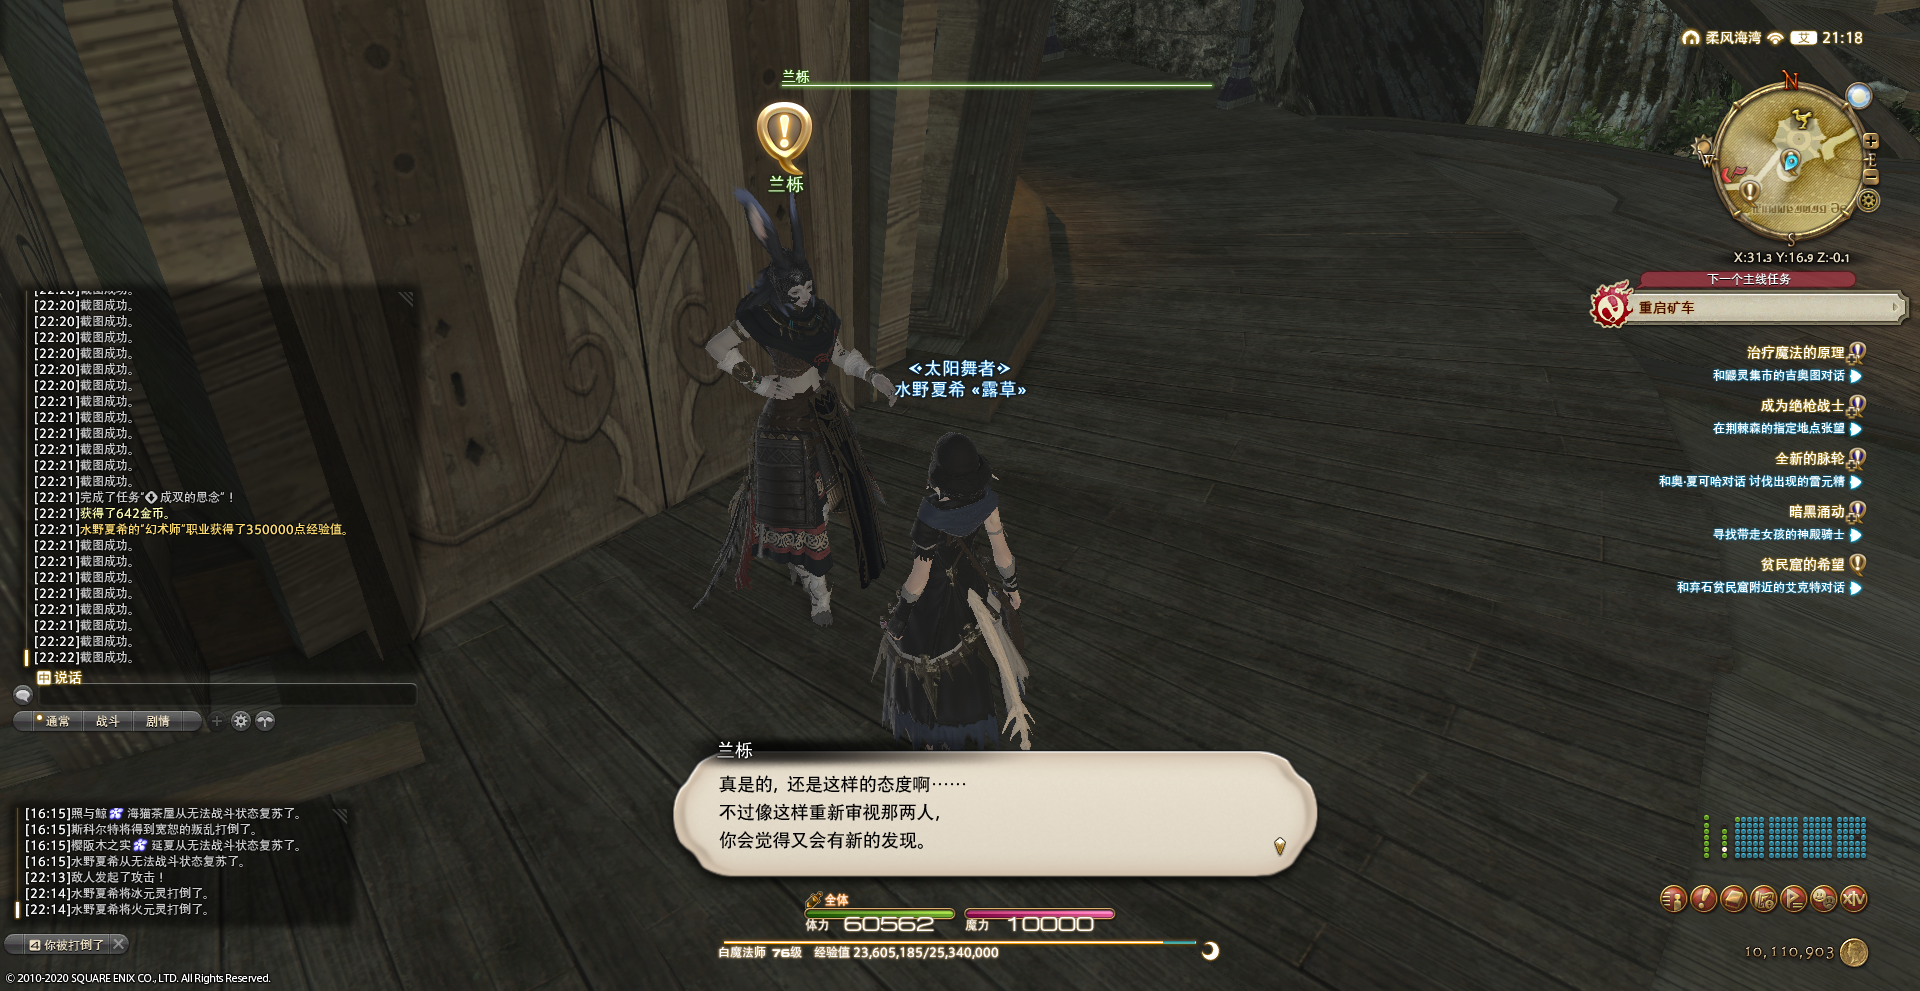 柔风海湾 艾 21:18
兰栎
兰栎
N
W
E
S
X:31.3 Y:16.9 Z:-0.1
下一个主线任务
重启矿车
治疗魔法的原理
和鼹灵集市的吉奥图对话
成为绝枪战士
在荆棘森的指定地点张望
全新的脉轮
和奥·夏可哈对话 讨伐出现的雷元精
暗黑涌动
寻找带走女孩的神殿骑士
贫民窟的希望
和弃石贫民窟附近的艾克特对话
太阳舞者
水野夏希 «露草»
[22:20]截图成功。
[22:20]截图成功。
[22:20]截图成功。
[22:20]截图成功。
[22:20]截图成功。
[22:20]截图成功。
[22:20]截图成功。
[22:21]截图成功。
[22:21]截图成功。
[22:21]截图成功。
[22:21]截图成功。
[22:21]截图成功。
[22:21]截图成功。
[22:21]完成了任务“成双的思念”！
[22:21]获得了642金币。
[22:21]水野夏希的“幻术师”职业获得了350000点经验值。
[22:21]截图成功。
[22:21]截图成功。
[22:21]截图成功。
[22:21]截图成功。
[22:21]截图成功。
[22:21]截图成功。
[22:22]截图成功。
[22:22]截图成功。
说话
通常 战斗 剧情
[16:15]照与鲸 海猫茶屋从无法战斗状态复苏了。
[16:15]斯科尔特将得到宽恕的叛乱打倒了。
[16:15]樱阪木之实 延夏从无法战斗状态复苏了。
[16:15]水野夏希从无法战斗状态复苏了。
[22:13]敌人发起了攻击！
[22:14]水野夏希将冰元灵打倒了。
[22:14]水野夏希将火元灵打倒了。
4 你被打倒了
兰栎
真是的，还是这样的态度啊……
不过像这样重新审视那两人，
你会觉得又会有新的发现。
全体
体力 60562 魔力 10000
白魔法师 76级 经验值 23,605,185/25,340,000
XIV
10,110,903
© 2010-2020 SQUARE ENIX CO., LTD. All Rights Reserved.